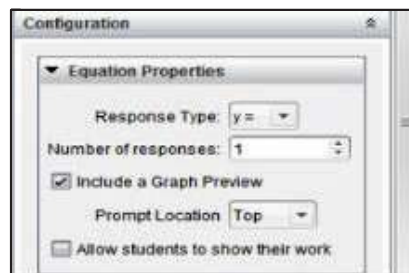 Configuration
Equation Properties
Response Type: y =
Number of responses: 1
Include a Graph Preview
Prompt Location Top
Allow students to show their work